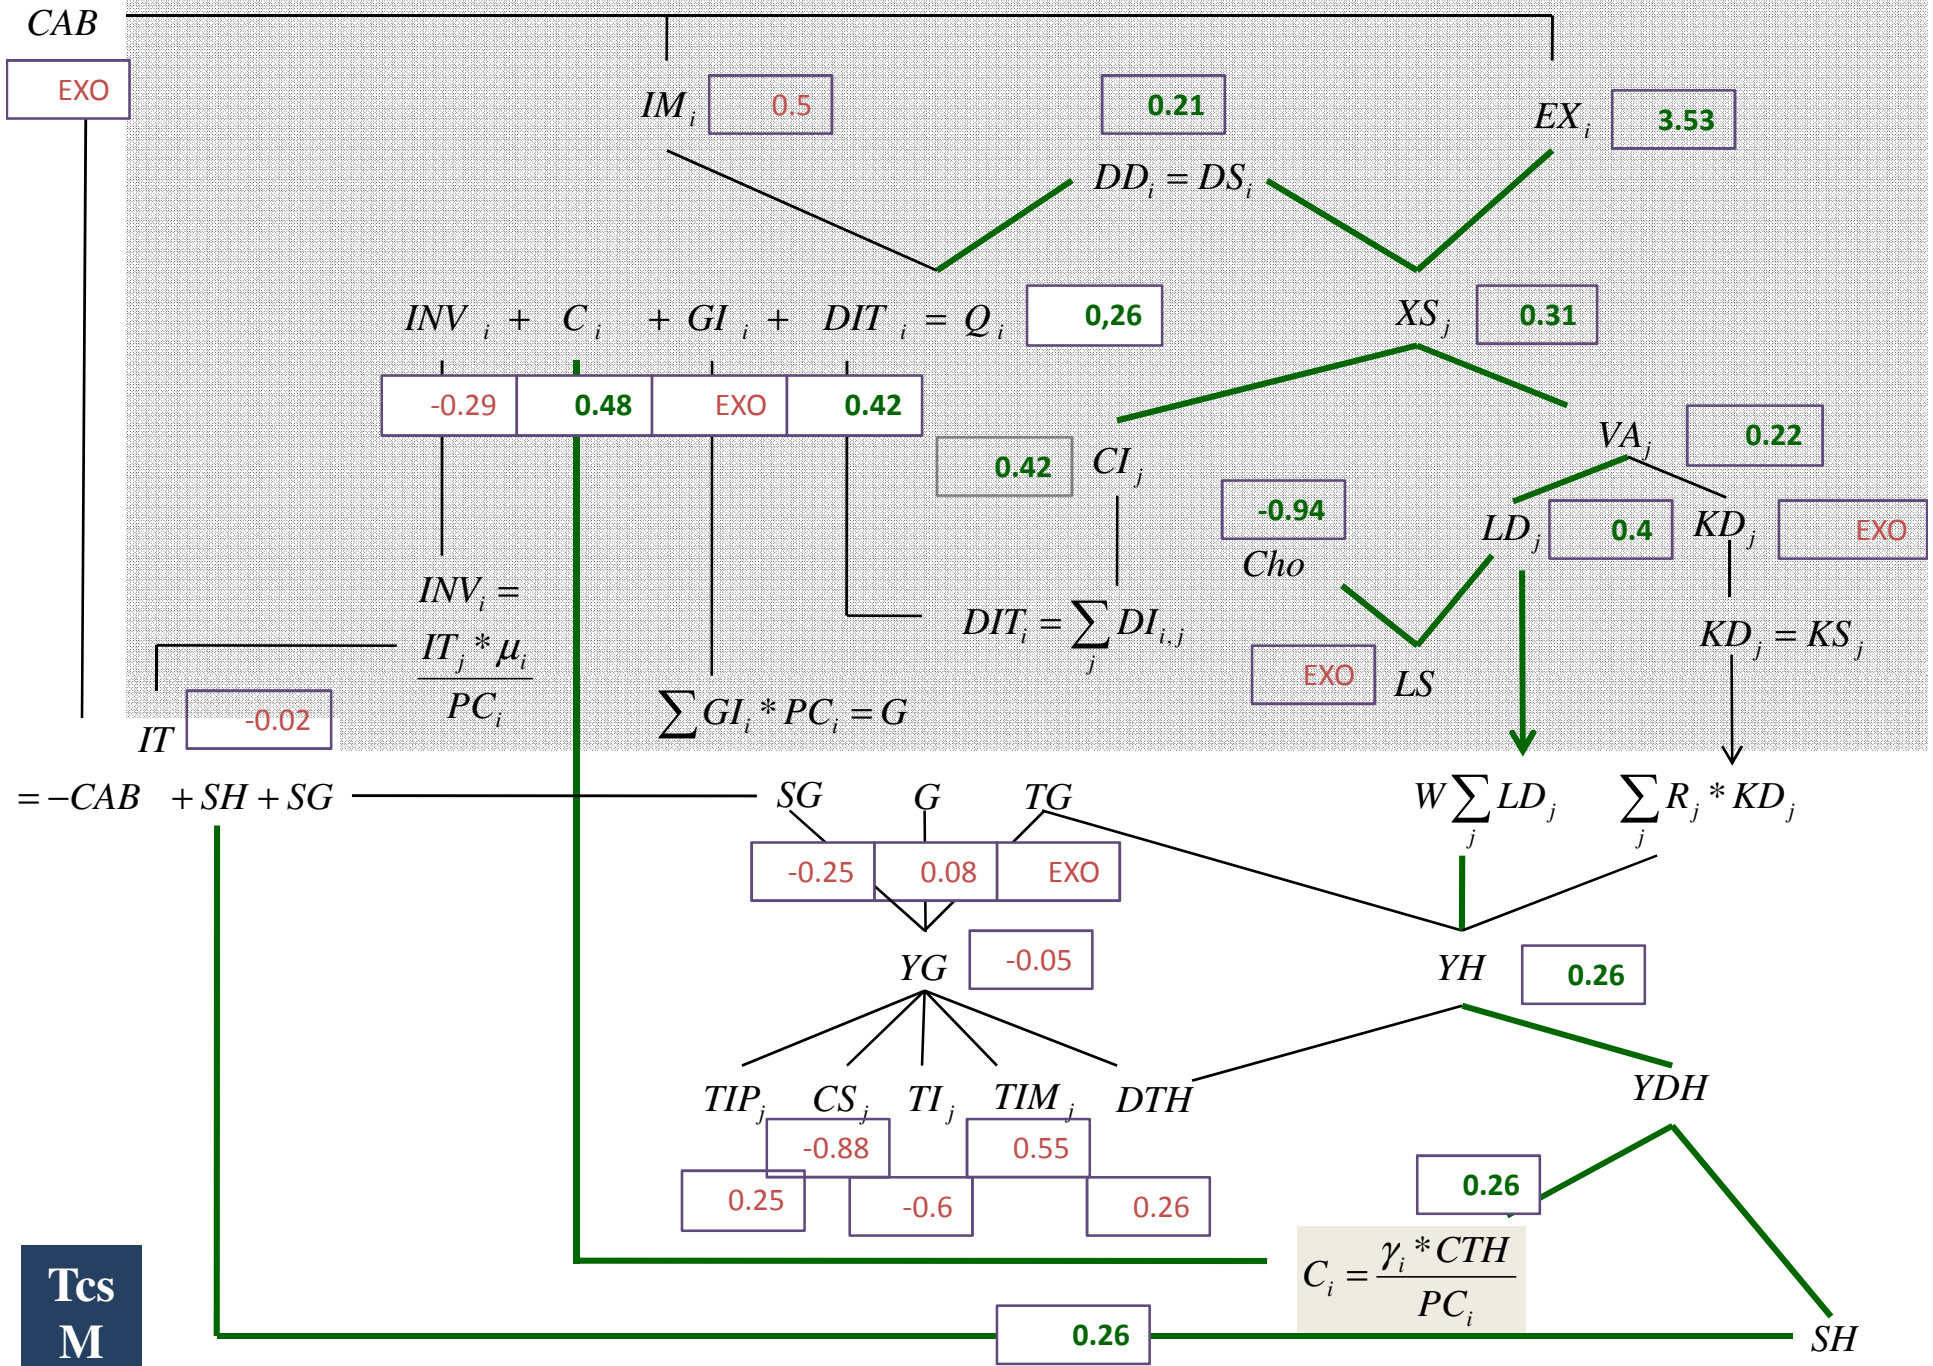 CAB
EXO
IM_i 0.5 0.21 EX_i 3.53
DD_i = DS_i
INV_i + C_i + GI_i + DIT_i = Q_i 0,26 XS_j 0.31
-0.29 0.48 EXO 0.42
0.42 CI_j VA_j 0.22
-0.94 LD_j 0.4 KD_j EXO
Cho
INV_i =
IT_j * μ_i
PC_i
DIT_i = ∑_j DI_{i,j}
KD_j = KS_j
EXO LS
IT -0.02
∑ GI_i * PC_i = G
= −CAB + SH + SG SG G TG W∑_j LD_j ∑_j R_j * KD_j
-0.25 0.08 EXO
YG -0.05 YH 0.26
TIP_j CS_j TI_j TIM_j DTH YDH
-0.88 0.55
0.25 -0.6 0.26 0.26
C_i = γ_i * CTH
PC_i
Tcs
M
0.26 SH